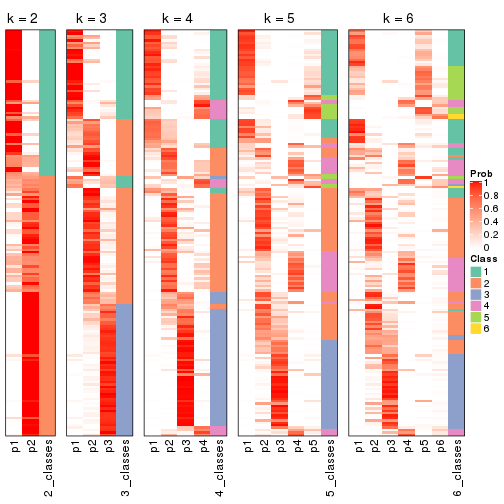 k = 2
k = 3
k = 4
k = 5
k = 6
p1
p2
2_classes
p1
p2
p3
3_classes
p1
p2
p3
p4
4_classes
p1
p2
p3
p4
p5
5_classes
p1
p2
p3
p4
p5
p6
6_classes
Prob
1
0.8
0.6
0.4
0.2
0
Class
1
2
3
4
5
6